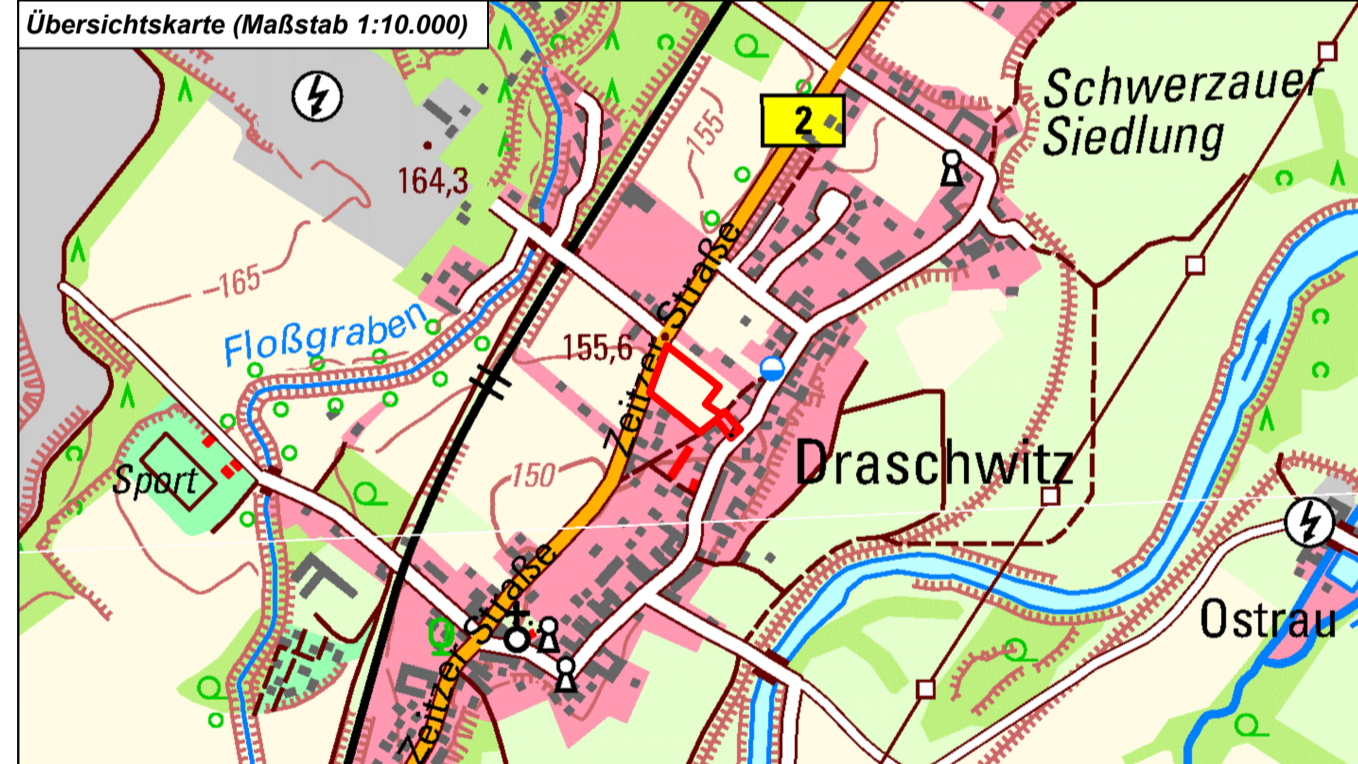 Übersichtskarte (Maßstab 1:10.000)
Schwerzauer
Siedlung
2
155
164,3
165
Floßgraben
Zeitzer Straße
155,6
150
Sport
Draschwitz
Zeitzer Straße
Ostrau